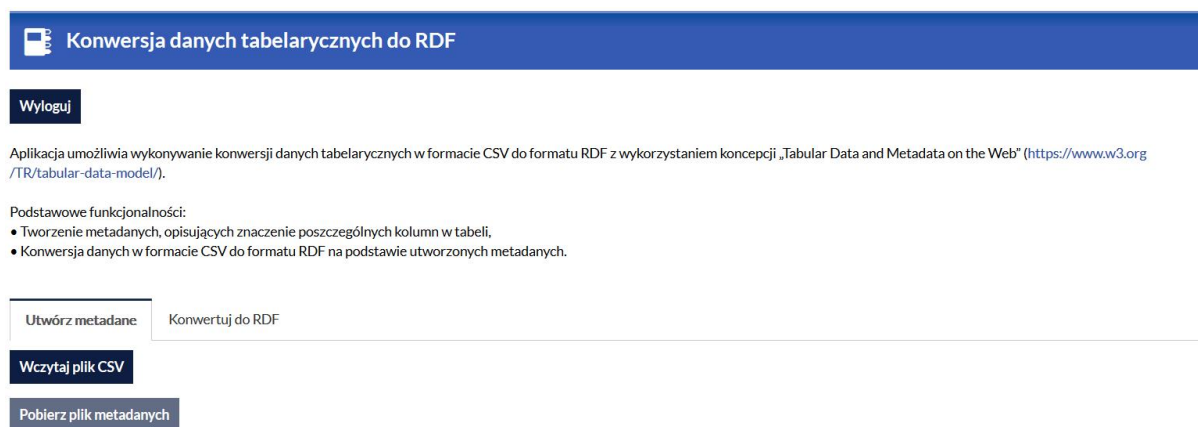 Konwersja danych tabelarycznych do RDF
Wyloguj
Aplikacja umożliwia wykonywanie konwersji danych tabelarycznych w formacie CSV do formatu RDF z wykorzystaniem koncepcji „Tabular Data and Metadata on the Web” (https://www.w3.org
/TR/tabular-data-model/).
Podstawowe funkcjonalności:
● Tworzenie metadanych, opisujących znaczenie poszczególnych kolumn w tabeli,
● Konwersja danych w formacie CSV do formatu RDF na podstawie utworzonych metadanych.
Utwórz metadane Konwertuj do RDF
Wczytaj plik CSV
Pobierz plik metadanych